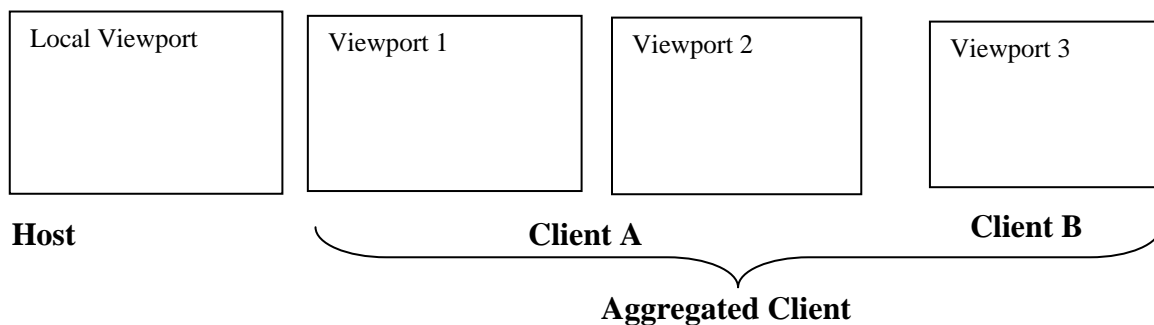 Local Viewport
Viewport 1
Viewport 2
Viewport 3
Host
Client A
Client B
Aggregated Client